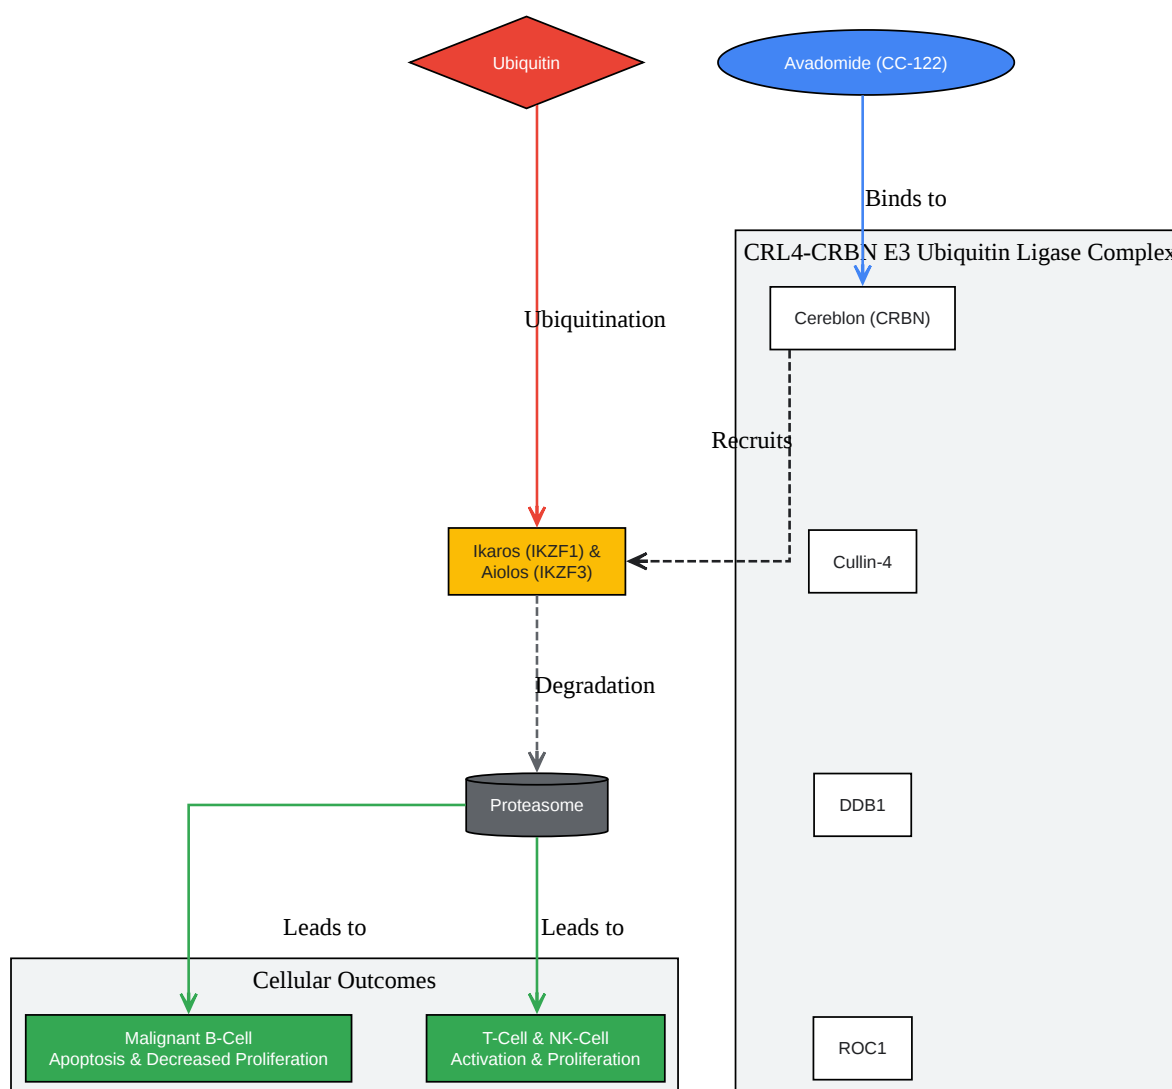 Ubiquitin
Avadomide (CC-122)
Binds to
CRL4-CRBN E3 Ubiquitin Ligase Complex
Cereblon (CRBN)
Ubiquitination
Recruits
Ikaros (IKZF1) &
Aiolos (IKZF3)
Cullin-4
Degradation
Proteasome
DDB1
Leads to
Leads to
Cellular Outcomes
Malignant B-Cell
Apoptosis & Decreased Proliferation
T-Cell & NK-Cell
Activation & Proliferation
ROC1